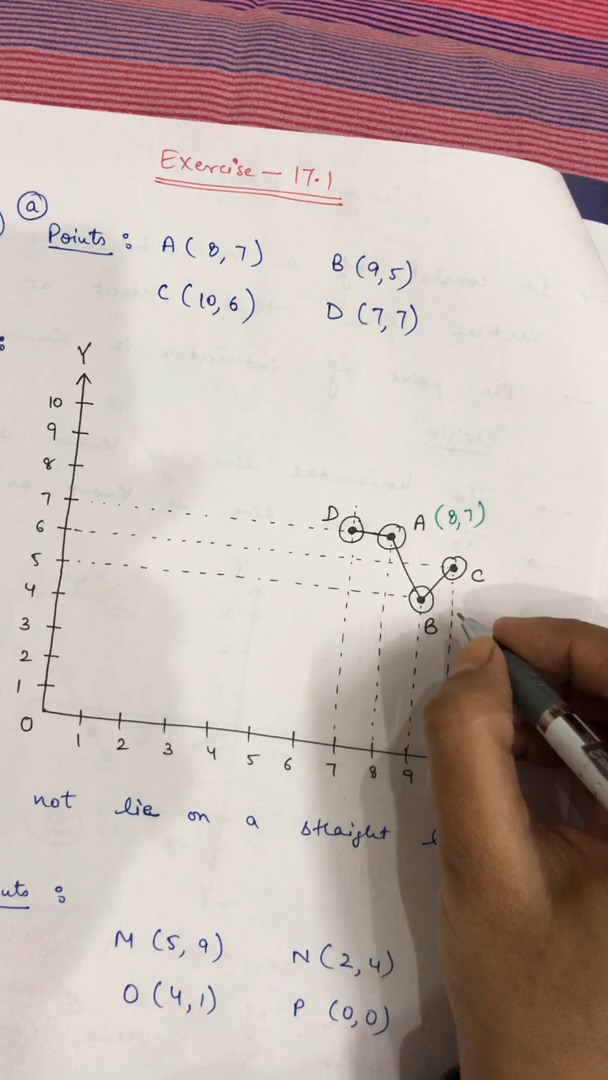 Exercise - 17.1
(a)
Points : A (8,7) B (9,5)
C (10,6) D (7,7)
Y
10
9
8
7
6
5
4
3
2
1
0
D A (8,7)
C
B
1 2 3 4 5 6 7 8 9
not lie on a straight
:
M (5,9) N (2,4)
O (4,1) P (0,0)